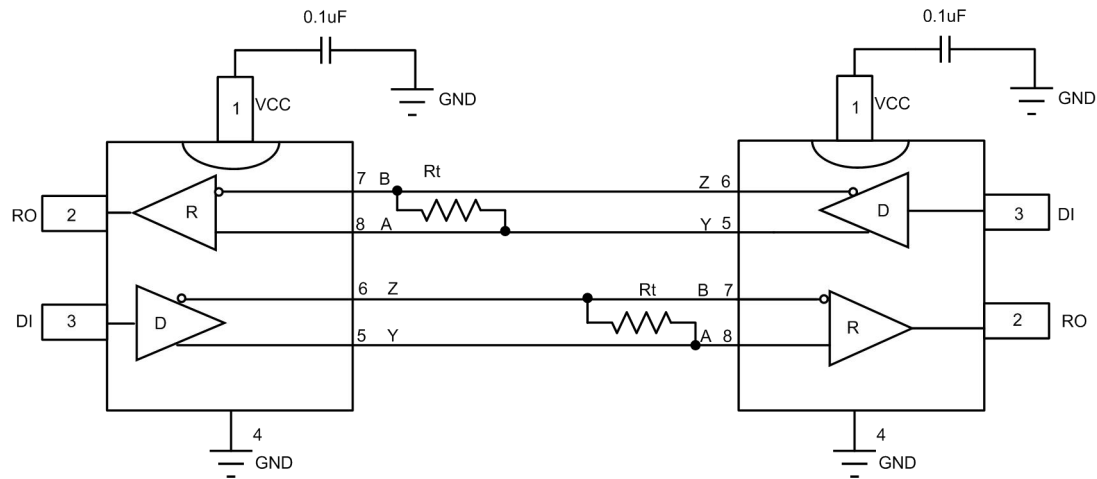 0.1uF 0.1uF
1 VCC GND 1 VCC GND
7 B Rt Z 6
RO 2 R D 3 DI
8 A Y 5
6 Z Rt B 7
DI 3 D R 2 RO
5 Y A 8
4 4
GND GND